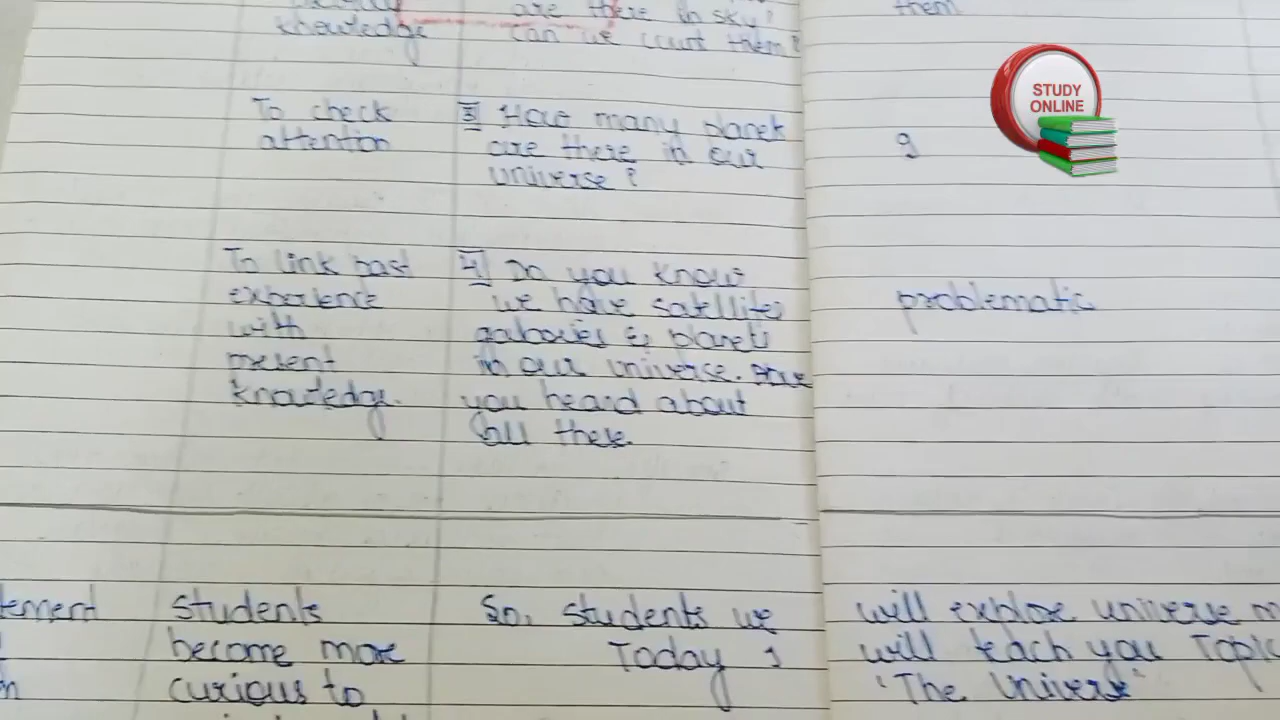 are there in sky?
them
knowledge
can we count them?
STUDY
ONLINE
To check
attention
3 How many planet
are there in our
universe?
9
To link past
experience
with
present
knowledge.
4 Do you know
we have satellites
galaxies & planets
in our universe. Have
you heard about
all these.
problematic
Students
become more
curious to
So, students we
Today I
will explore universe
will teach you Topic
"The Universe"